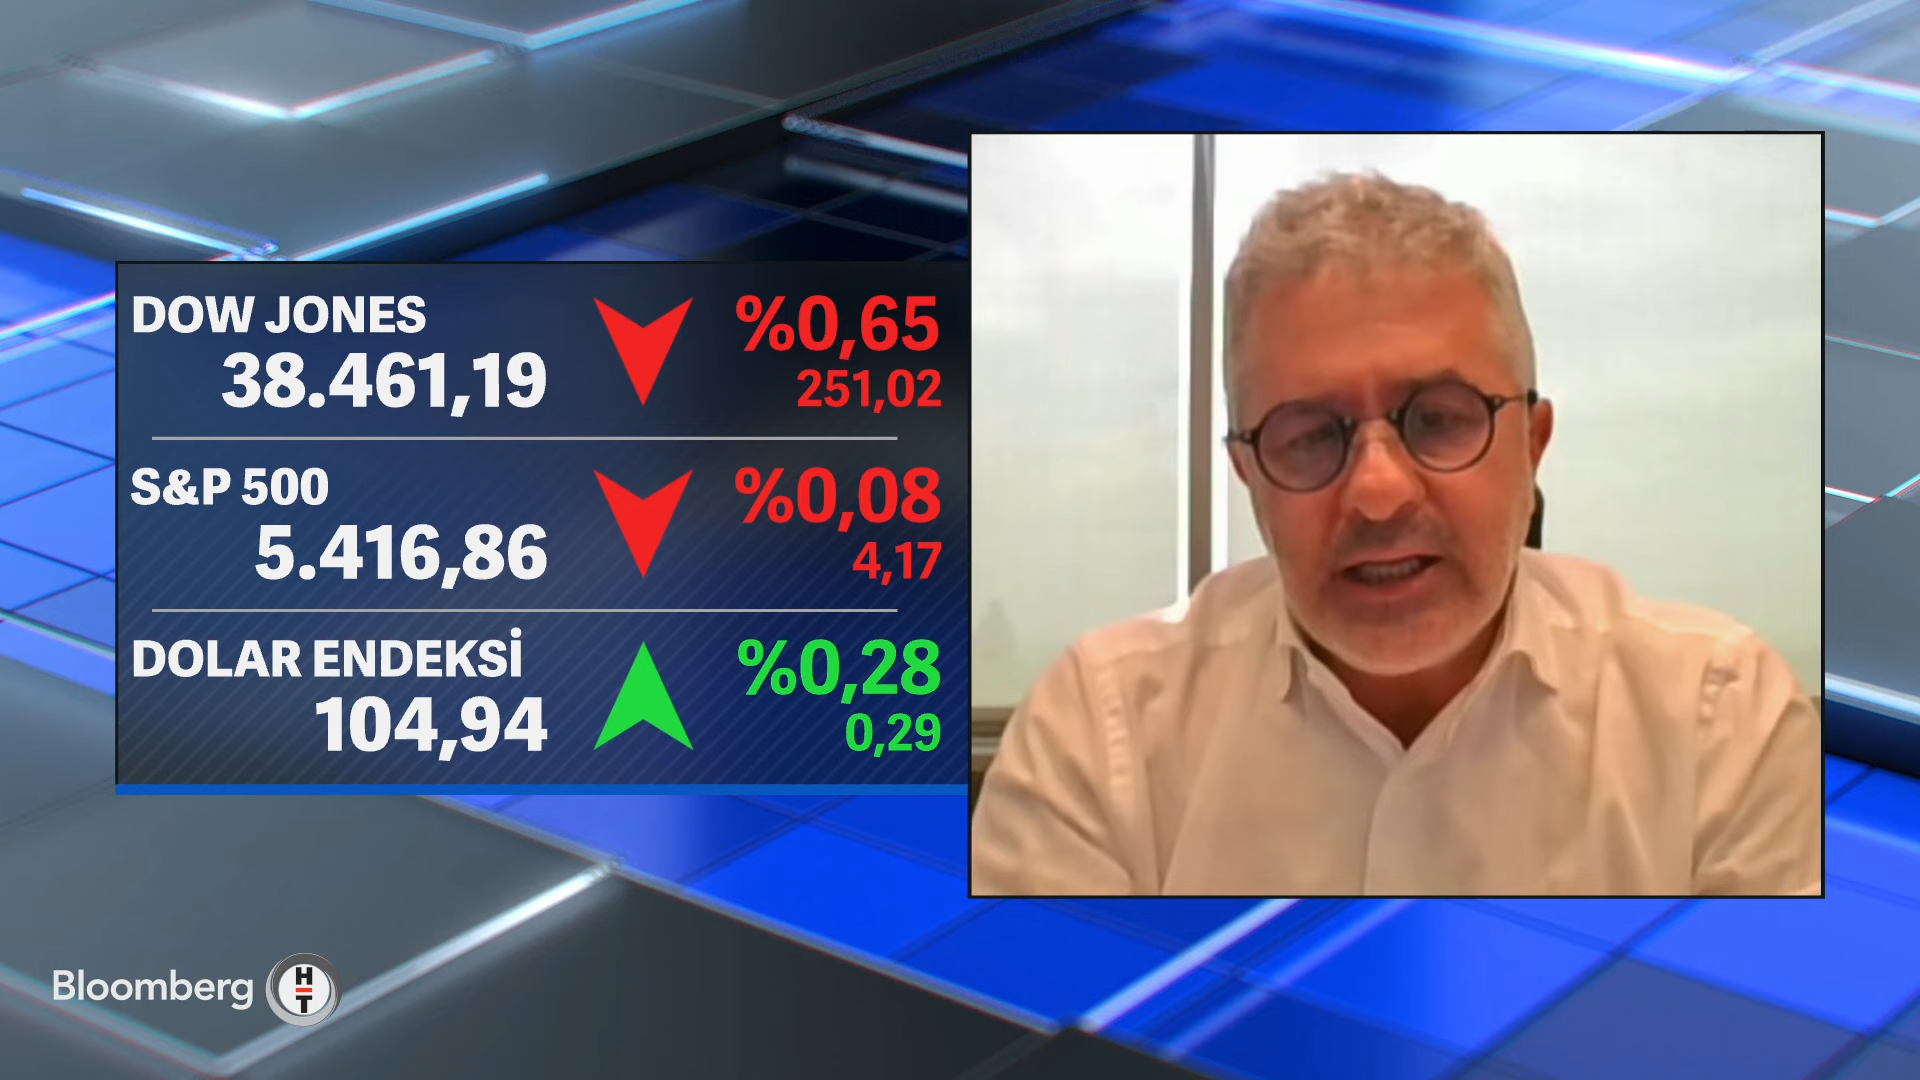 DOW JONES
38.461,19
%0,65
251,02
S&P 500
5.416,86
%0,08
4,17
DOLAR ENDEKSİ
104,94
%0,28
0,29
Bloomberg HT